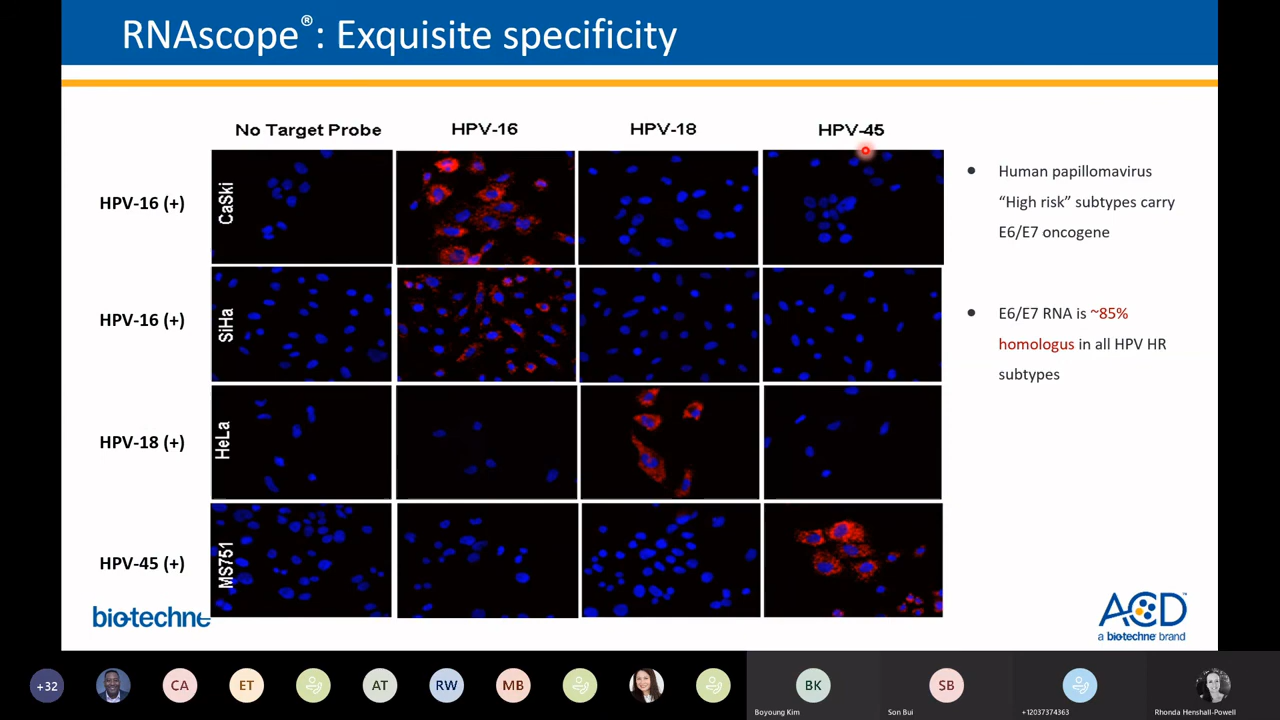 RNAscope®: Exquisite specificity
No Target Probe
HPV-16
HPV-18
HPV-45
HPV-16 (+)
CaSki
HPV-16 (+)
SiHa
HPV-18 (+)
HeLa
HPV-45 (+)
MS751
• Human papillomavirus
“High risk” subtypes carry
E6/E7 oncogene
• E6/E7 RNA is ~85%
homologus in all HPV HR
subtypes
bio-techne
ACD™
a bio-techne brand
+32
CA
ET
AT
RW
MB
BK
SB
Boyoung Kim
Son Bui
+12037374363
Rhonda Henshall-Powell